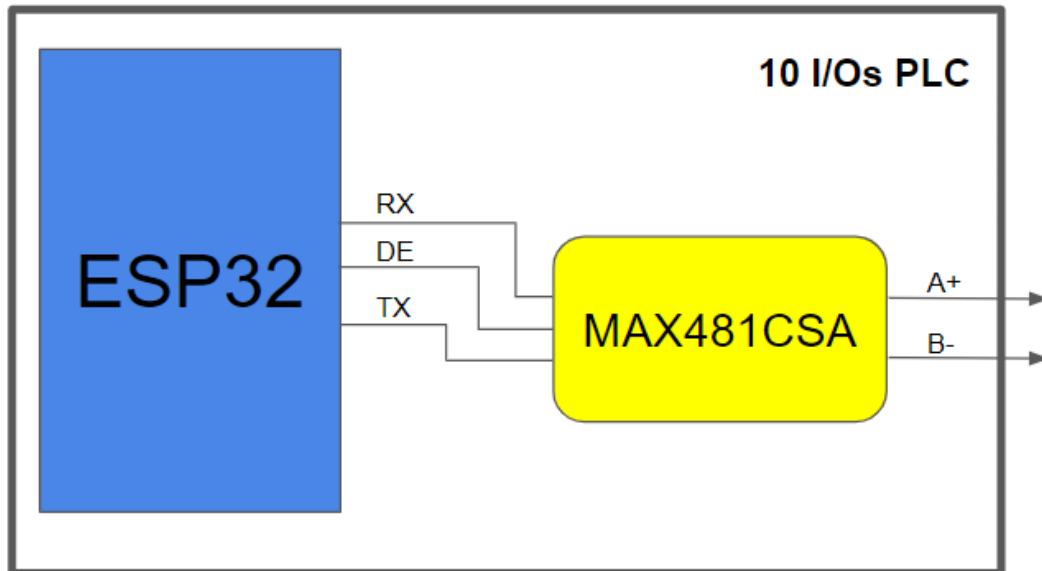 10 I/Os PLC
ESP32
RX
DE
TX
MAX481CSA
A+
B-